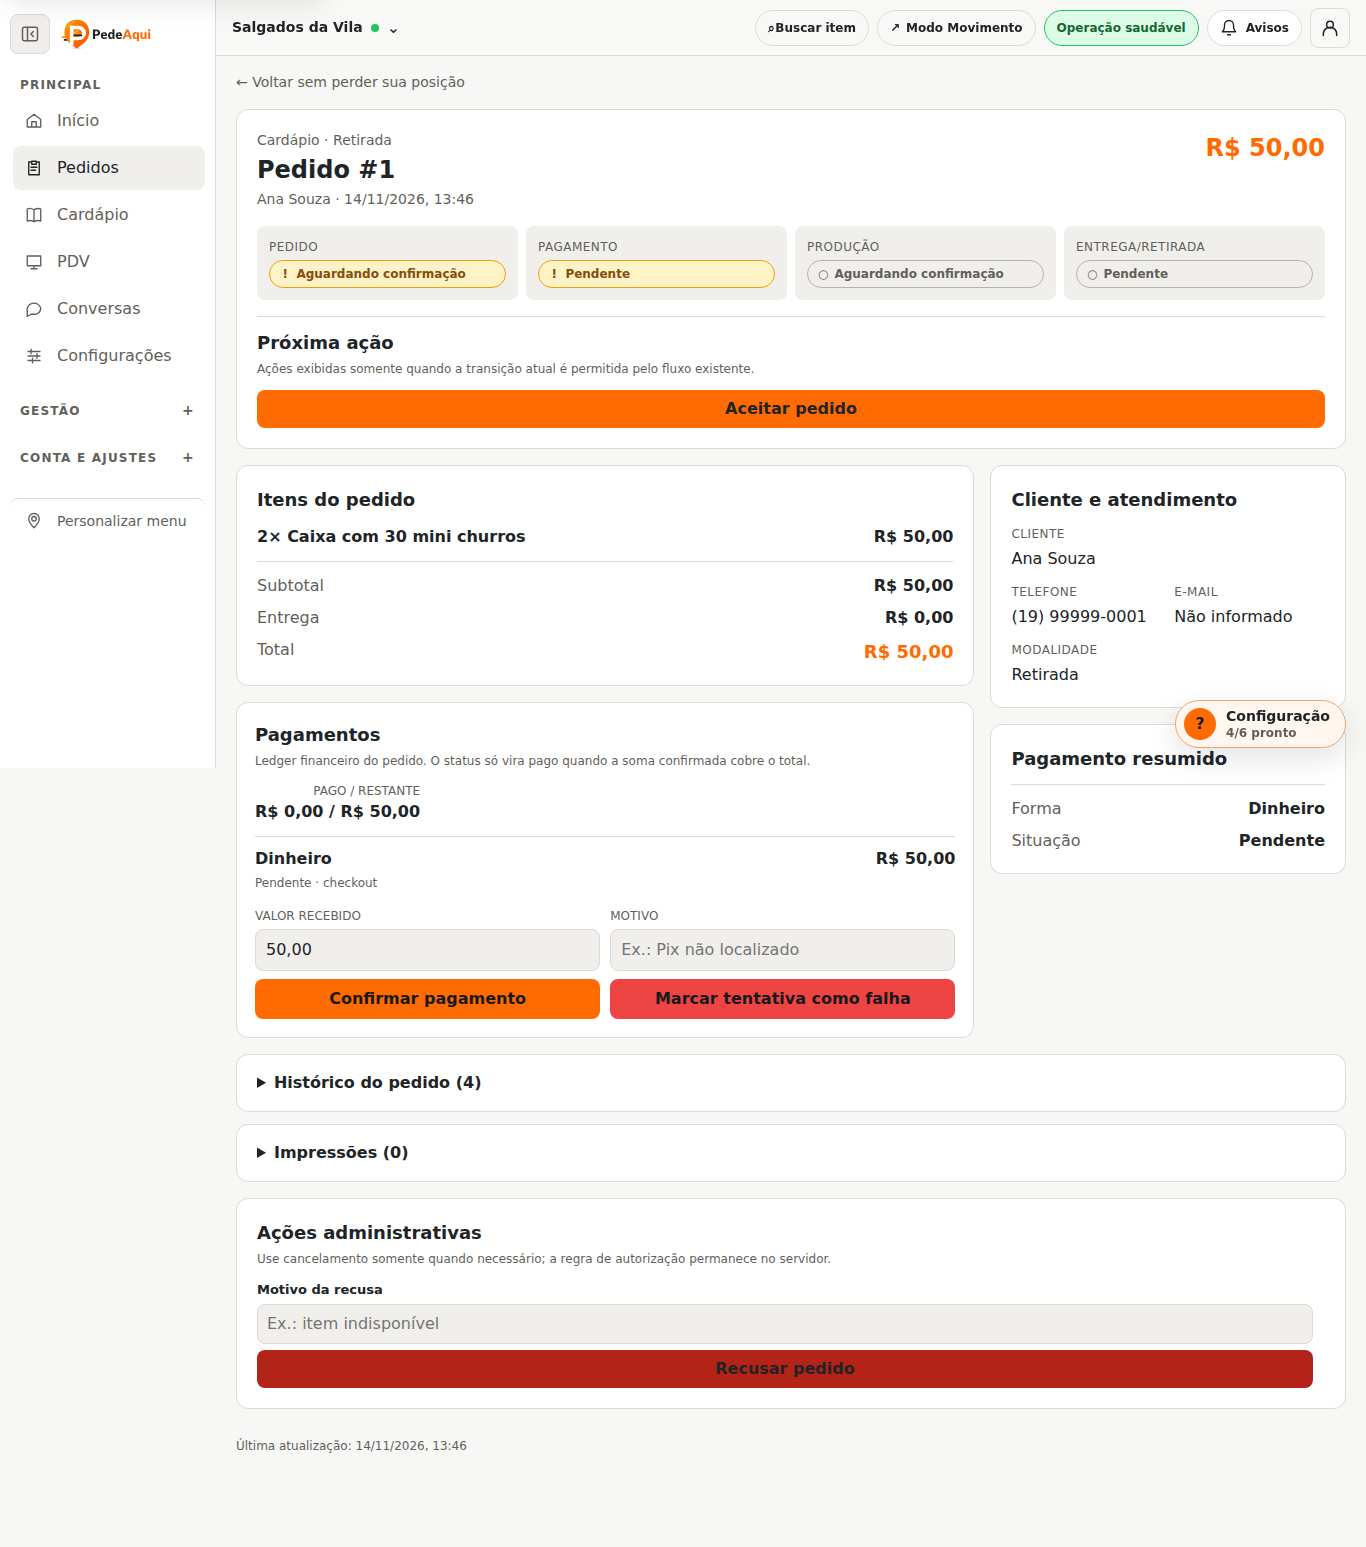 PedeAqui
PRINCIPAL
Início
Pedidos
Cardápio
PDV
Conversas
Configurações
GESTÃO +
CONTA E AJUSTES +
Personalizar menu
Salgados da Vila
Buscar item
↗ Modo Movimento
Operação saudável
Avisos
← Voltar sem perder sua posição
Cardápio · Retirada
Pedido #1
Ana Souza · 14/11/2026, 13:46
R$ 50,00
PEDIDO
! Aguardando confirmação
PAGAMENTO
! Pendente
PRODUÇÃO
○ Aguardando confirmação
ENTREGA/RETIRADA
○ Pendente
Próxima ação
Ações exibidas somente quando a transição atual é permitida pelo fluxo existente.
Aceitar pedido
Itens do pedido
2× Caixa com 30 mini churros R$ 50,00
Subtotal R$ 50,00
Entrega R$ 0,00
Total R$ 50,00
Pagamentos
Ledger financeiro do pedido. O status só vira pago quando a soma confirmada cobre o total.
PAGO / RESTANTE
R$ 0,00 / R$ 50,00
Dinheiro R$ 50,00
Pendente · checkout
VALOR RECEBIDO
50,00
Confirmar pagamento
MOTIVO
Ex.: Pix não localizado
Marcar tentativa como falha
Cliente e atendimento
CLIENTE
Ana Souza
TELEFONE
(19) 99999-0001
E-MAIL
Não informado
MODALIDADE
Retirada
?
Configuração
4/6 pronto
Pagamento resumido
Forma Dinheiro
Situação Pendente
▶ Histórico do pedido (4)
▶ Impressões (0)
Ações administrativas
Use cancelamento somente quando necessário; a regra de autorização permanece no servidor.
Motivo da recusa
Ex.: item indisponível
Recusar pedido
Última atualização: 14/11/2026, 13:46